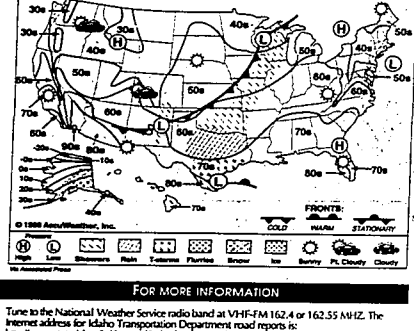 30s
30s
40s
30s
40s
50s
50s
50s
50s
60s
70s
60s
90s
80s
60s
60s
70s
80s
70s
80s
70s
70s
40s
H
L
H
L
L
L
H
© 1998 AccuWeather, Inc.
FRONTS:
COLD WARM STATIONARY
Pressure
H L
High Low Showers Rain T-storms Flurries Snow Ice Sunny Pt. Cloudy Cloudy
Via Associated Press
FOR MORE INFORMATION
Tune to the National Weather Service radio band at VHF-FM 162.4 or 162.55 MHZ. The
Internet address for Idaho Transportation Department road reports is: